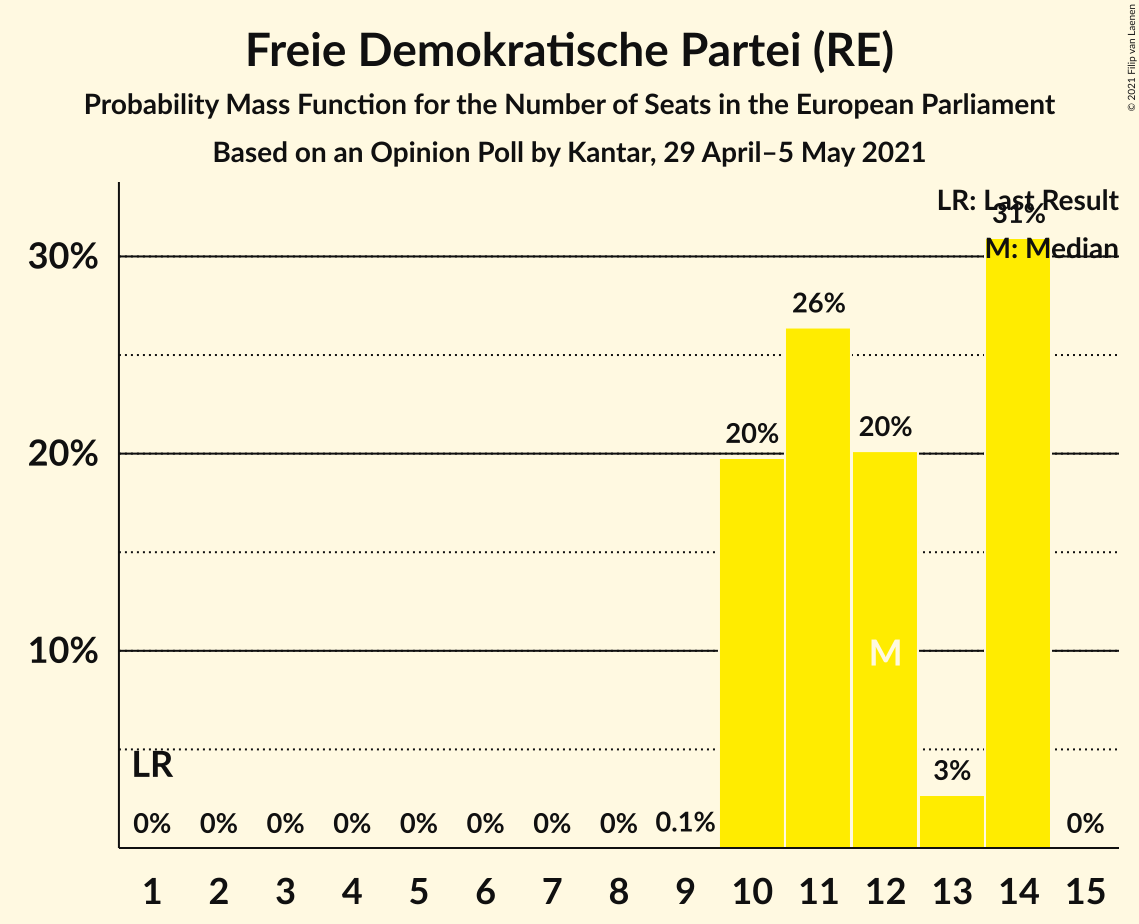 Freie Demokratische Partei (RE)
Probability Mass Function for the Number of Seats in the European Parliament
Based on an Opinion Poll by Kantar, 29 April–5 May 2021
© 2021 Filip van Laenen
LR: Last Result
M: Median
31%
30%
26%
20%
20%
20%
10%
M
LR
3%
0% 0% 0% 0% 0% 0% 0% 0% 0.1% 0%
1 2 3 4 5 6 7 8 9 10 11 12 13 14 15